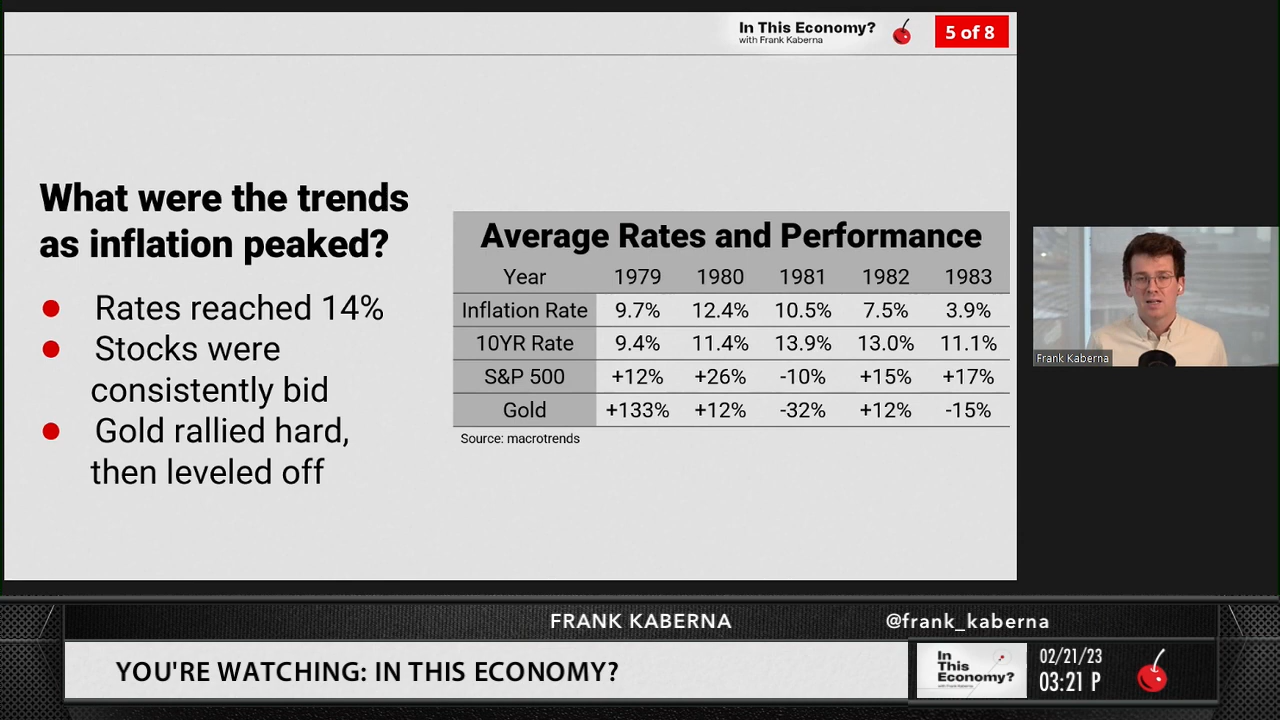 In This Economy?
with Frank Kaberna
5 of 8
What were the trends
as inflation peaked?
Rates reached 14%
Stocks were
consistently bid
Gold rallied hard,
then leveled off
Average Rates and Performance
Year 1979 1980 1981 1982 1983
Inflation Rate 9.7% 12.4% 10.5% 7.5% 3.9%
10YR Rate 9.4% 11.4% 13.9% 13.0% 11.1%
S&P 500 +12% +26% -10% +15% +17%
Gold +133% +12% -32% +12% -15%
Source: macrotrends
Frank Kaberna
FRANK KABERNA
@frank_kaberna
YOU'RE WATCHING: IN THIS ECONOMY?
In
This
Economy?
with Frank Kaberna
02/21/23
03:21 P